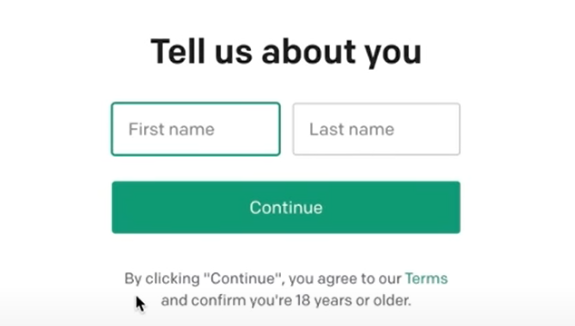 Tell us about you
First name Last name
Continue
By clicking "Continue", you agree to our Terms
and confirm you're 18 years or older.